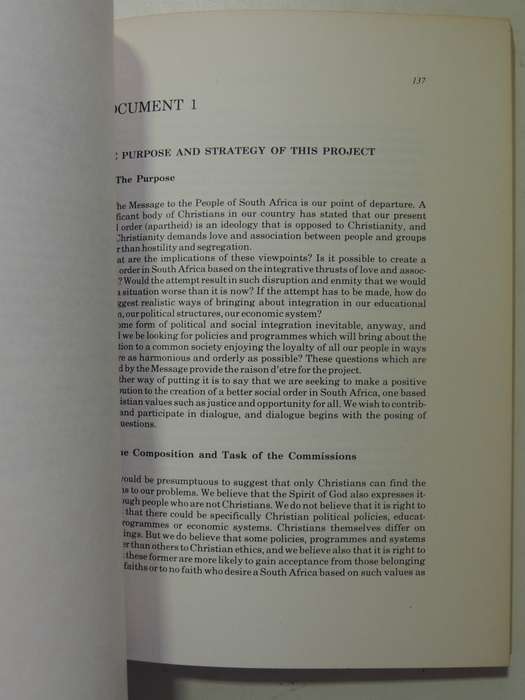 137
OCUMENT 1
PURPOSE AND STRATEGY OF THIS PROJECT
The Purpose
he Message to the People of South Africa is our point of departure. A
ficant body of Christians in our country has stated that our present
l order (apartheid) is an ideology that is opposed to Christianity, and
Christianity demands love and association between people and groups
r than hostility and segregation.
at are the implications of these viewpoints? Is it possible to create a
order in South Africa based on the integrative thrusts of love and assoc-
? Would the attempt result in such disruption and enmity that we would
a situation worse than it is now? If the attempt has to be made, how do
ggest realistic ways of bringing about integration in our educational
, our political structures, our economic system?
ome form of political and social integration inevitable, anyway, and
l we be looking for policies and programmes which will bring about the
tion to a common society enjoying the loyalty of all our people in ways
re as harmonious and orderly as possible? These questions which are
d by the Message provide the raison d'etre for the project.
ther way of putting it is to say that we are seeking to make a positive
bution to the creation of a better social order in South Africa, one based
istian values such as justice and opportunity for all. We wish to contrib-
and participate in dialogue, and dialogue begins with the posing of
uestions.
he Composition and Task of the Commissions
ould be presumptuous to suggest that only Christians can find the
s to our problems. We believe that the Spirit of God also expresses it-
ough people who are not Christians. We do not believe that it is right to
that there could be specifically Christian political policies, educat-
rogrammes or economic systems. Christians themselves differ on
ings. But we do believe that some policies, programmes and systems
er than others to Christian ethics, and we believe also that it is right to
these former are more likely to gain acceptance from those belonging
faiths or to no faith who desire a South Africa based on such values as